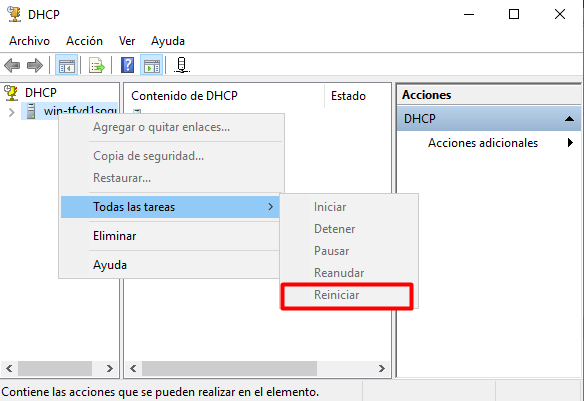 DHCP
Archivo Acción Ver Ayuda
DHCP
Contenido de DHCP Estado
Agregar o quitar enlaces...
Copia de seguridad...
Restaurar...
Todas las tareas
Eliminar
Ayuda
Iniciar
Detener
Pausar
Reanudar
Reiniciar
Acciones
DHCP
Acciones adicionales
Contiene las acciones que se pueden realizar en el elemento.